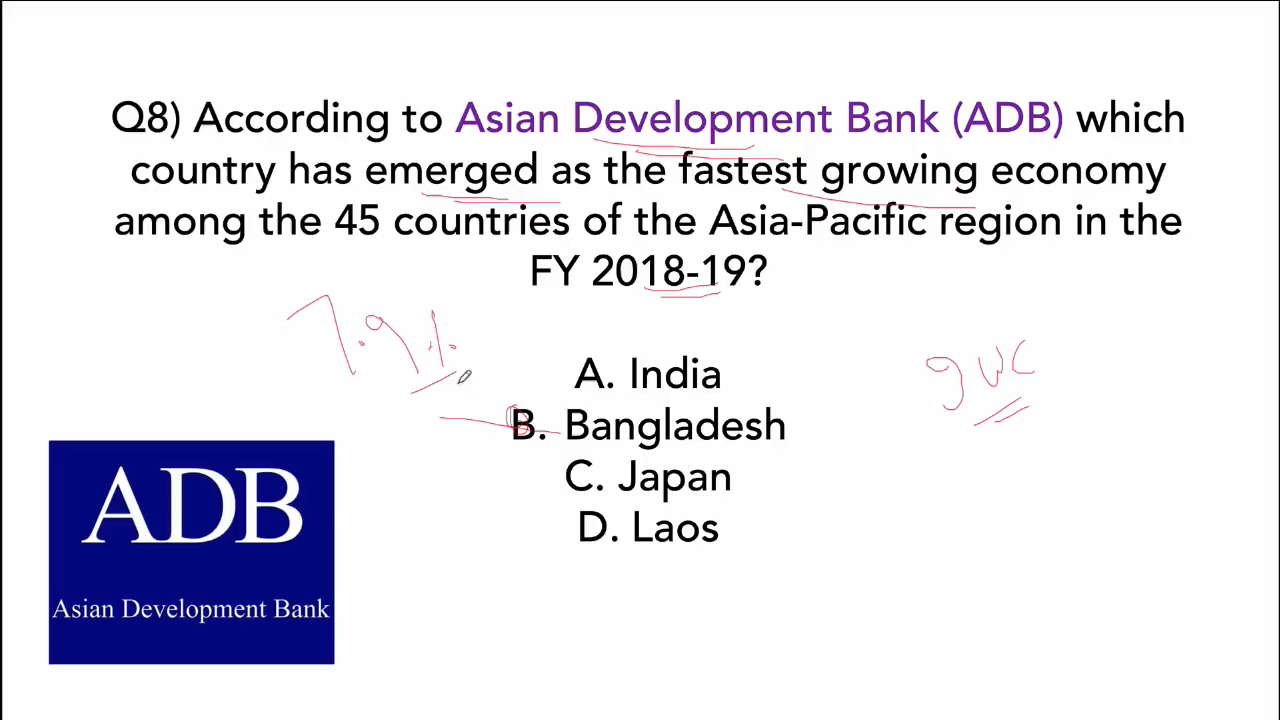 Q8) According to Asian Development Bank (ADB) which
country has emerged as the fastest growing economy
among the 45 countries of the Asia-Pacific region in the
FY 2018-19?
7.9%.
A. India
B. Bangladesh
C. Japan
D. Laos
ADB
Asian Development Bank